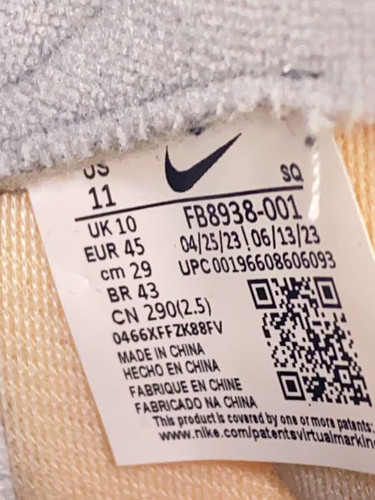 US
11
SQ
UK 10
EUR 45
cm 29
BR 43
CN 290(2.5)
FB8938-001
04/25/23 | 06/13/23
UPC 00196608606093
0466XFFZK88FV
MADE IN CHINA
HECHO EN CHINA
FABRIQUE EN CHINE
FABRICADO NA CHINA
This product is covered by one or more patents:
www.nike.com/patentsvirtualmarkin